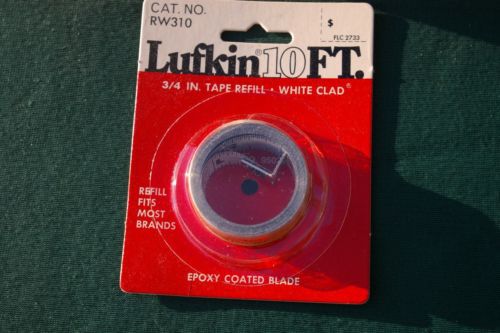 CAT. NO.
RW310
$
FLC 2733
Lufkin® 10 FT.
3/4 IN. TAPE REFILL · WHITE CLAD®
REFILL
FITS
MOST
BRANDS
EPOXY COATED BLADE